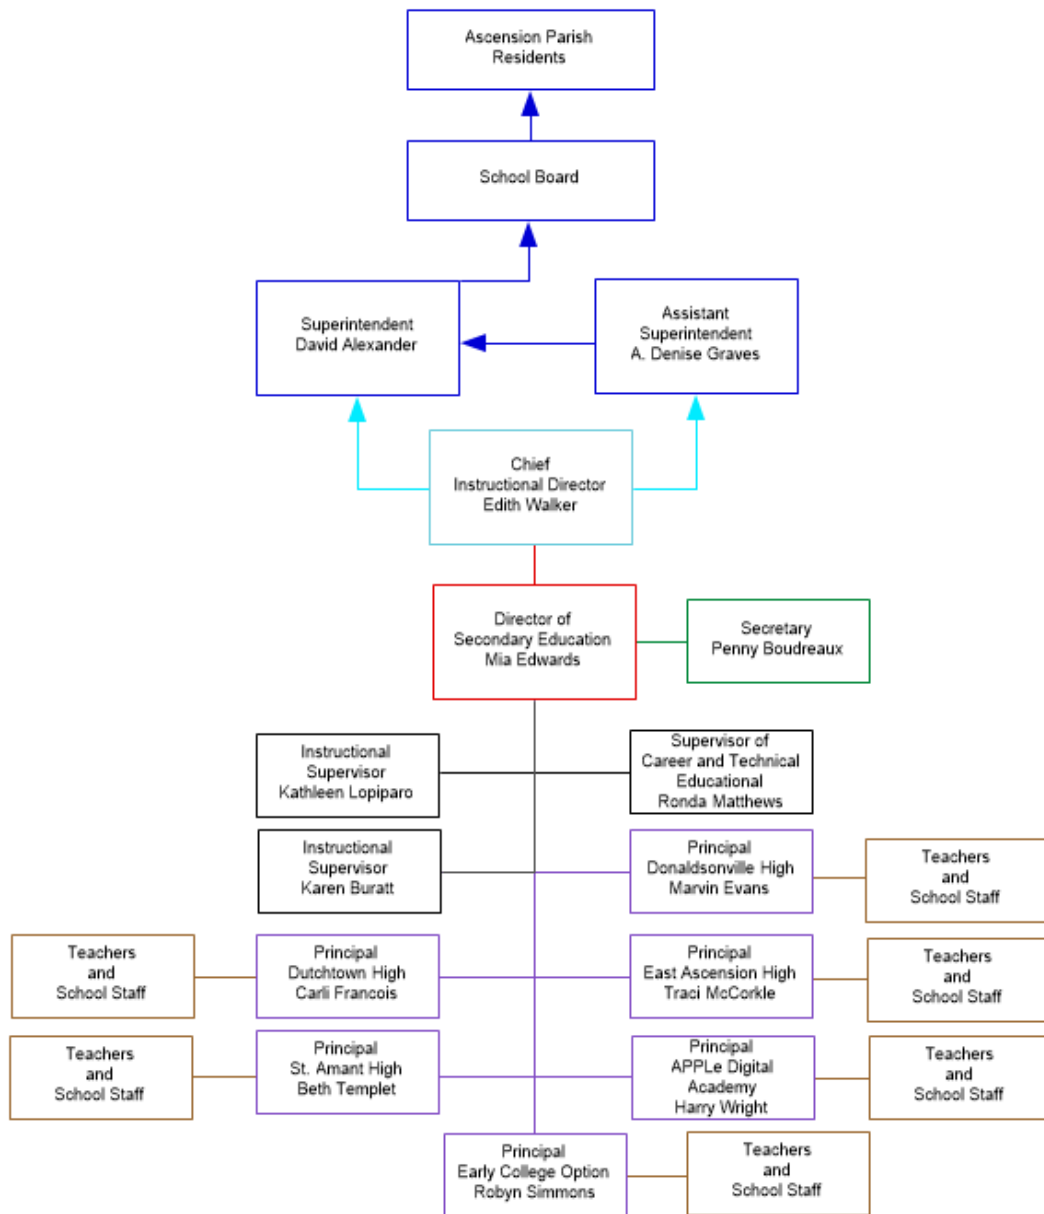 Ascension Parish
Residents
School Board
Superintendent
David Alexander
Assistant
Superintendent
A. Denise Graves
Chief
Instructional Director
Edith Walker
Director of
Secondary Education
Mia Edwards
Secretary
Penny Boudreaux
Instructional
Supervisor
Kathleen Lopiparo
Supervisor of
Career and Technical
Educational
Ronda Matthews
Instructional
Supervisor
Karen Buratt
Principal
Donaldsonville High
Marvin Evans
Teachers
and
School Staff
Teachers
and
School Staff
Principal
Dutchtown High
Carli Francois
Principal
East Ascension High
Traci McCorkle
Teachers
and
School Staff
Teachers
and
School Staff
Principal
St. Amant High
Beth Templet
Principal
APPLe Digital
Academy
Harry Wright
Teachers
and
School Staff
Principal
Early College Option
Robyn Simmons
Teachers
and
School Staff